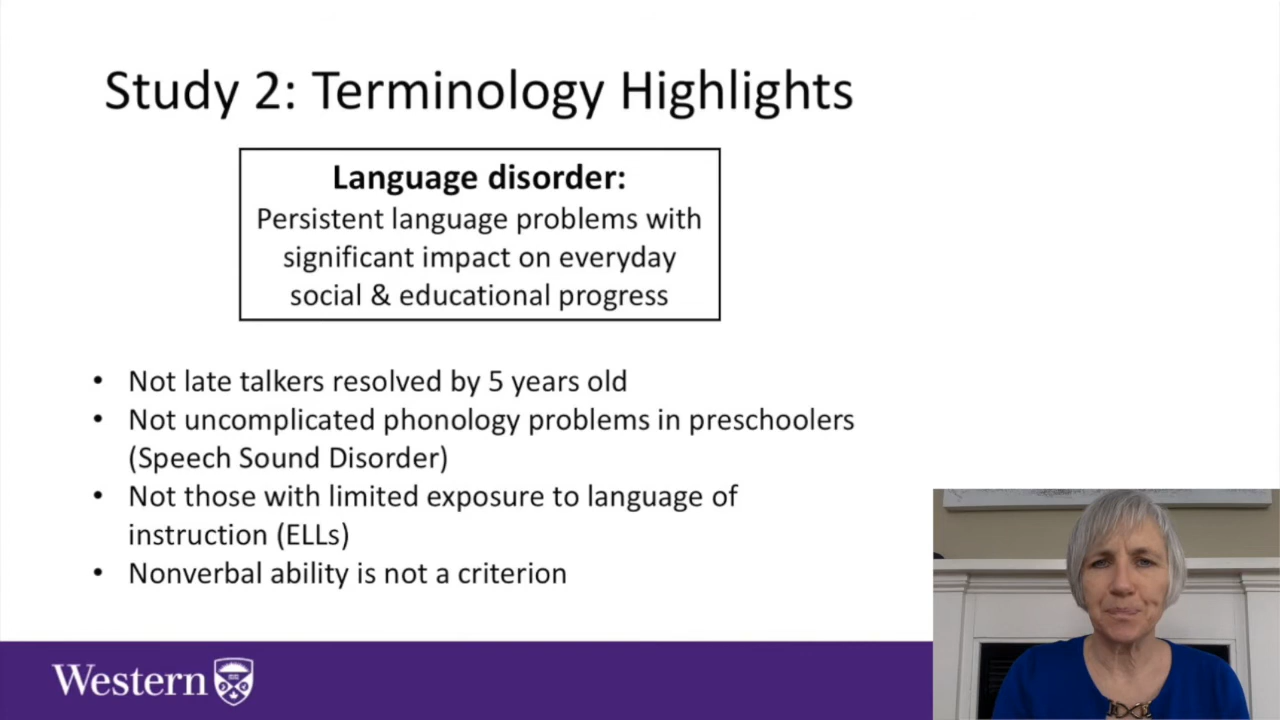 Study 2: Terminology Highlights
Language disorder:
Persistent language problems with
significant impact on everyday
social & educational progress
• Not late talkers resolved by 5 years old
• Not uncomplicated phonology problems in preschoolers
(Speech Sound Disorder)
• Not those with limited exposure to language of
instruction (ELLs)
• Nonverbal ability is not a criterion
Western